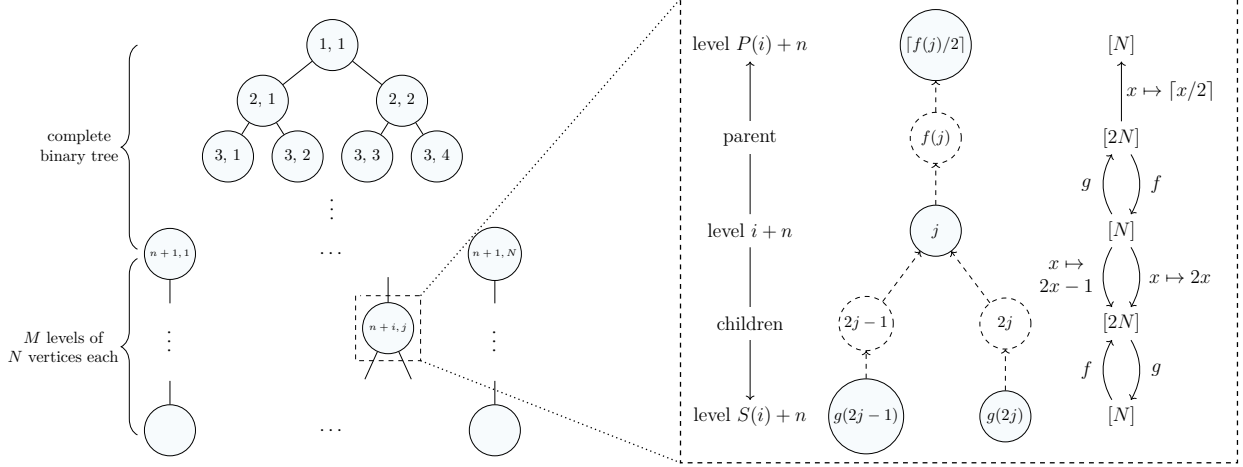 1, 1
2, 1
2, 2
3, 1
3, 2
3, 3
3, 4
complete
binary tree
⋮
n + 1, 1
⋯
n + 1, N
M levels of
N vertices each
⋮
n + i, j
⋮
⋯
level P(i) + n
⌈f(j)/2⌉
[N]
x ↦ ⌈x/2⌉
parent
f(j)
[2N]
g
f
level i + n
j
[N]
x ↦
2x − 1
x ↦ 2x
children
2j − 1
2j
[2N]
f
g
level S(i) + n
g(2j − 1)
g(2j)
[N]